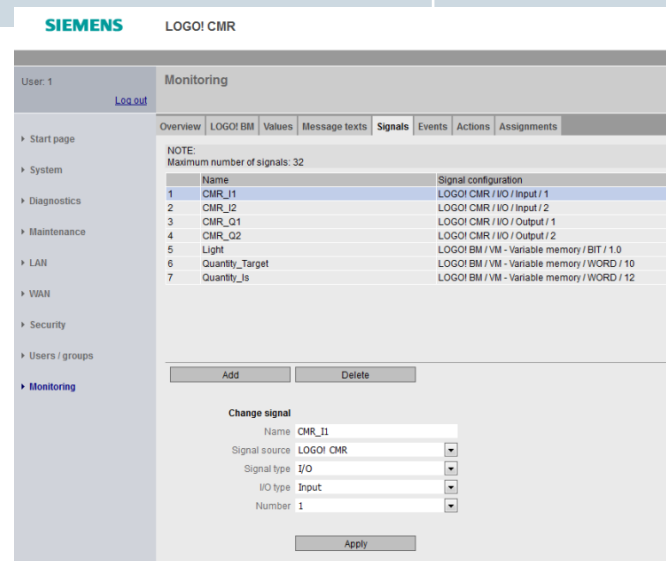 SIEMENS LOGO! CMR
User: 1
Log out
Monitoring
Overview LOGO! BM Values Message texts Signals Events Actions Assignments
Start page
System
Diagnostics
Maintenance
LAN
WAN
Security
Users / groups
Monitoring
NOTE:
Maximum number of signals: 32
Name Signal configuration
1 CMR_I1 LOGO! CMR / I/O / Input / 1
2 CMR_I2 LOGO! CMR / I/O / Input / 2
3 CMR_Q1 LOGO! CMR / I/O / Output / 1
4 CMR_Q2 LOGO! CMR / I/O / Output / 2
5 Light LOGO! BM / VM - Variable memory / BIT / 1.0
6 Quantity_Target LOGO! BM / VM - Variable memory / WORD / 10
7 Quantity_Is LOGO! BM / VM - Variable memory / WORD / 12
Add Delete
Change signal
Name CMR_I1
Signal source LOGO! CMR
Signal type I/O
I/O type Input
Number 1
Apply